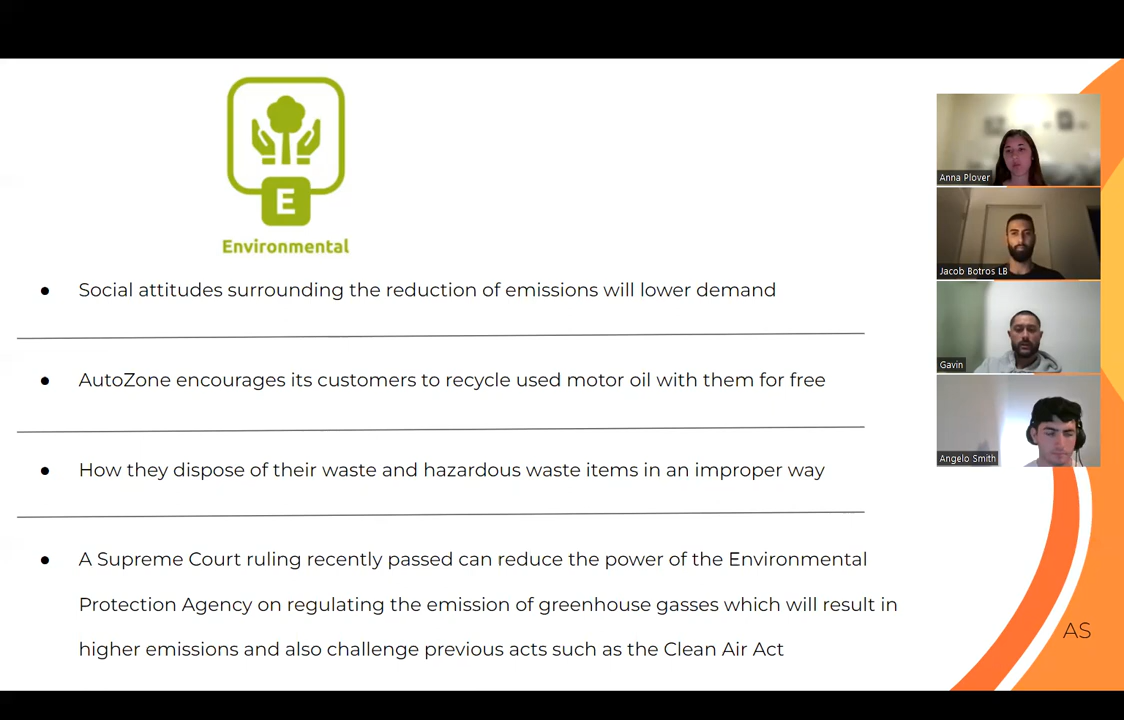 E
Environmental
● Social attitudes surrounding the reduction of emissions will lower demand
● AutoZone encourages its customers to recycle used motor oil with them for free
● How they dispose of their waste and hazardous waste items in an improper way
● A Supreme Court ruling recently passed can reduce the power of the Environmental
Protection Agency on regulating the emission of greenhouse gasses which will result in
higher emissions and also challenge previous acts such as the Clean Air Act
Anna Plover
Jacob Botros LB
Gavin
Angelo Smith
AS